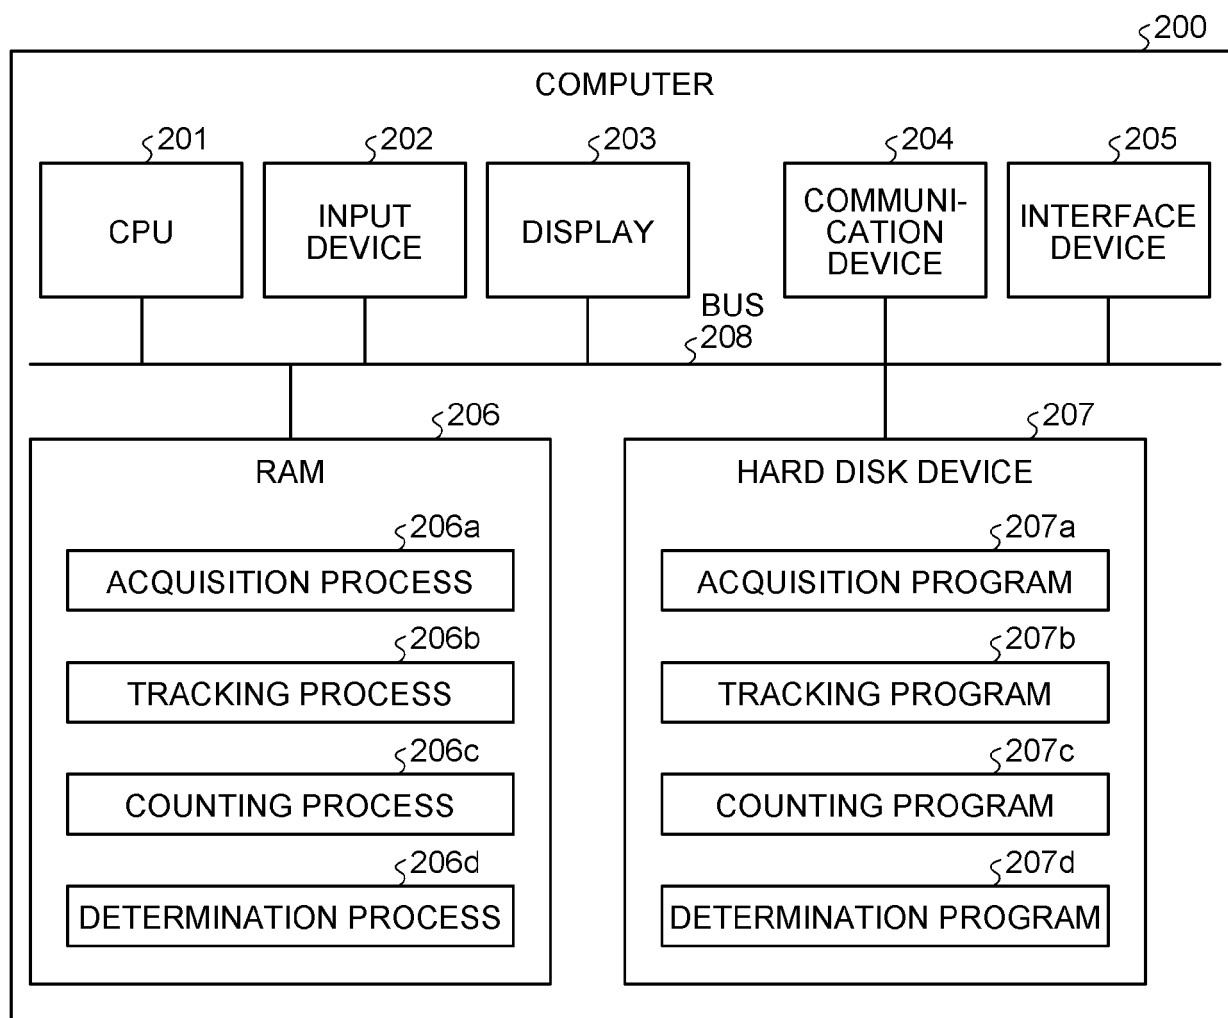 200
COMPUTER
201
202
203
204
205
CPU
INPUT
DEVICE
DISPLAY
COMMUNI-
CATION
DEVICE
INTERFACE
DEVICE
BUS
208
206
207
RAM
HARD DISK DEVICE
206a
ACQUISITION PROCESS
206b
TRACKING PROCESS
206c
COUNTING PROCESS
206d
DETERMINATION PROCESS
207a
ACQUISITION PROGRAM
207b
TRACKING PROGRAM
207c
COUNTING PROGRAM
207d
DETERMINATION PROGRAM